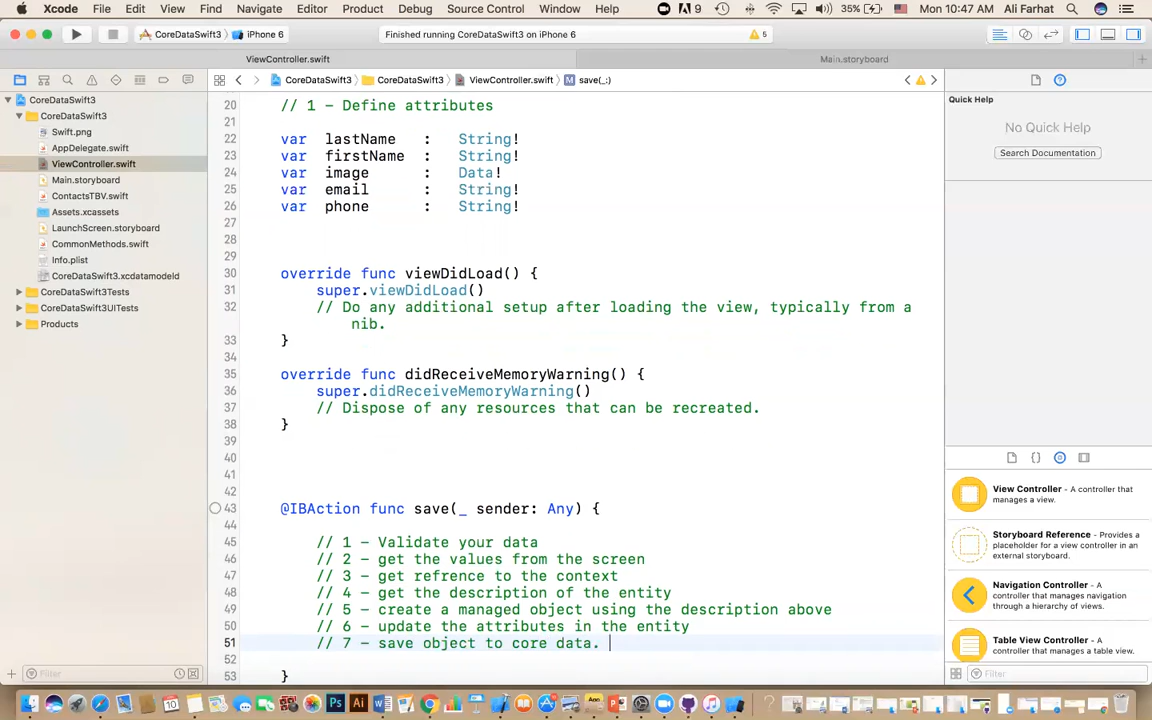 Xcode File Edit View Find Navigate Editor Product Debug Source Control Window Help 9 35% Mon 10:47 AM Ali Farhat
CoreDataSwift3 iPhone 6 Finished running CoreDataSwift3 on iPhone 6 5
ViewController.swift Main.storyboard
CoreDataSwift3 CoreDataSwift3 ViewController.swift M save(_:)
CoreDataSwift3
CoreDataSwift3
Swift.png
AppDelegate.swift
ViewController.swift
Main.storyboard
ContactsTBV.swift
Assets.xcassets
LaunchScreen.storyboard
CommonMethods.swift
Info.plist
CoreDataSwift3.xcdatamodeld
CoreDataSwift3Tests
CoreDataSwift3UITests
Products
Filter
20 // 1 - Define attributes
21
22 var lastName : String!
23 var firstName : String!
24 var image : Data!
25 var email : String!
26 var phone : String!
27
28
29
30 override func viewDidLoad() {
31 super.viewDidLoad()
32 // Do any additional setup after loading the view, typically from a
nib.
33 }
34
35 override func didReceiveMemoryWarning() {
36 super.didReceiveMemoryWarning()
37 // Dispose of any resources that can be recreated.
38 }
39
40
41
42
43 @IBAction func save(_ sender: Any) {
44
45 // 1 - Validate your data
46 // 2 - get the values from the screen
47 // 3 - get refrence to the context
48 // 4 - get the description of the entity
49 // 5 - create a managed object using the description above
50 // 6 - update the attributes in the entity
51 // 7 - save object to core data.
52
53 }
Quick Help
No Quick Help
Search Documentation
View Controller - A controller that
manages a view.
Storyboard Reference - Provides a
placeholder for a view controller in an
external storyboard.
Navigation Controller - A
controller that manages navigation
through a hierarchy of views.
Table View Controller - A
controller that manages a table view.
Filter